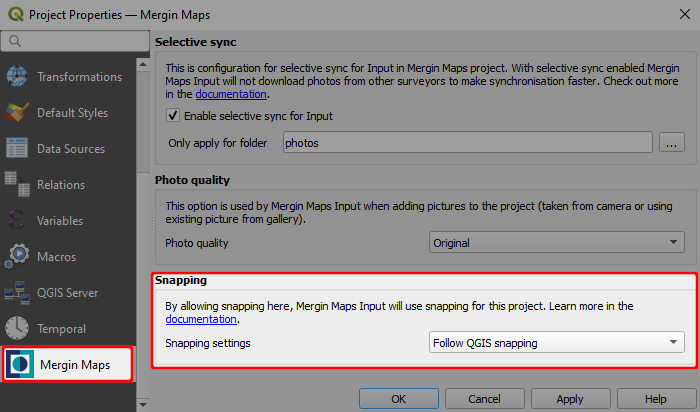 Project Properties — Mergin Maps
Transformations
Default Styles
Data Sources
Relations
Variables
Macros
QGIS Server
Temporal
Mergin Maps
Selective sync
This is configuration for selective sync for Input in Mergin Maps project. With selective sync enabled Mergin
Maps Input will not download photos from other surveyors to make synchronisation faster. Check out more
in the documentation.
Enable selective sync for Input
Only apply for folder
photos
...
Photo quality
This option is used by Mergin Maps Input when adding pictures to the project (taken from camera or using
existing picture from gallery).
Photo quality
Original
Snapping
By allowing snapping here, Mergin Maps Input will use snapping for this project. Learn more in the
documentation.
Snapping settings
Follow QGIS snapping
OK
Cancel
Apply
Help